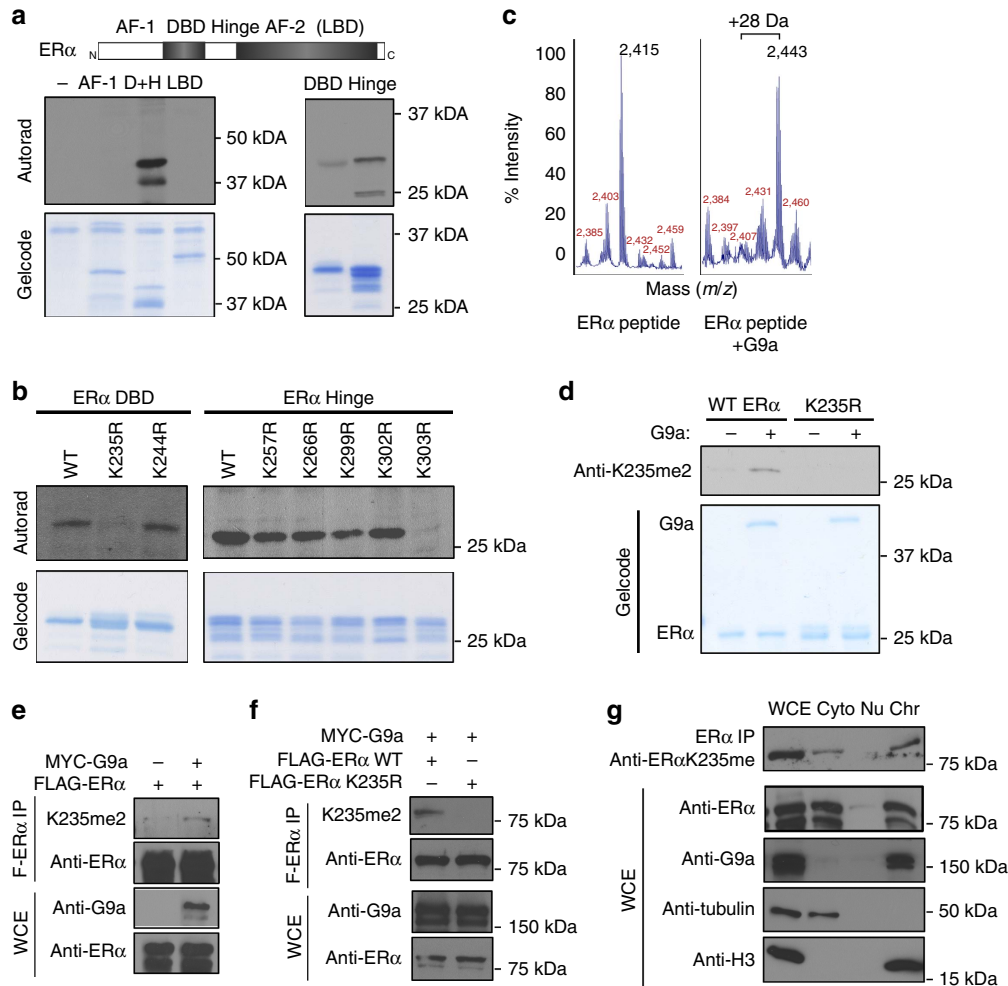 a
AF-1 DBD Hinge AF-2 (LBD)
ERα N C
– AF-1 D+H LBD
Autorad
50 kDA
37 kDA
Gelcode
50 kDA
37 kDA
DBD Hinge
37 kDA
25 kDA
37 kDA
25 kDA
c
+28 Da
% Intensity
100
80
60
40
20
0
2,415
2,403
2,385
2,432
2,452
2,459
2,443
2,384
2,397
2,407
2,431
2,460
Mass (m/z)
ERα peptide
ERα peptide
+G9a
b
ERα DBD
WT K235R K244R
ERα Hinge
WT K257R K266R K299R K302R K303R
Autorad
25 kDa
Gelcode
25 kDa
d
WT ERα K235R
G9a: – + – +
Anti-K235me2
25 kDa
Gelcode
G9a
37 kDa
ERα
25 kDa
e
MYC-G9a – +
FLAG-ERα + +
F-ERα IP
K235me2
Anti-ERα
WCE
Anti-G9a
Anti-ERα
f
MYC-G9a + +
FLAG-ERα WT + –
FLAG-ERα K235R – +
F-ERα IP
K235me2
75 kDa
Anti-ERα
75 kDa
WCE
Anti-G9a
150 kDa
Anti-ERα
75 kDa
g
WCE Cyto Nu Chr
ERα IP
Anti-ERαK235me
75 kDa
WCE
Anti-ERα
75 kDa
Anti-G9a
150 kDa
Anti-tubulin
50 kDa
Anti-H3
15 kDa